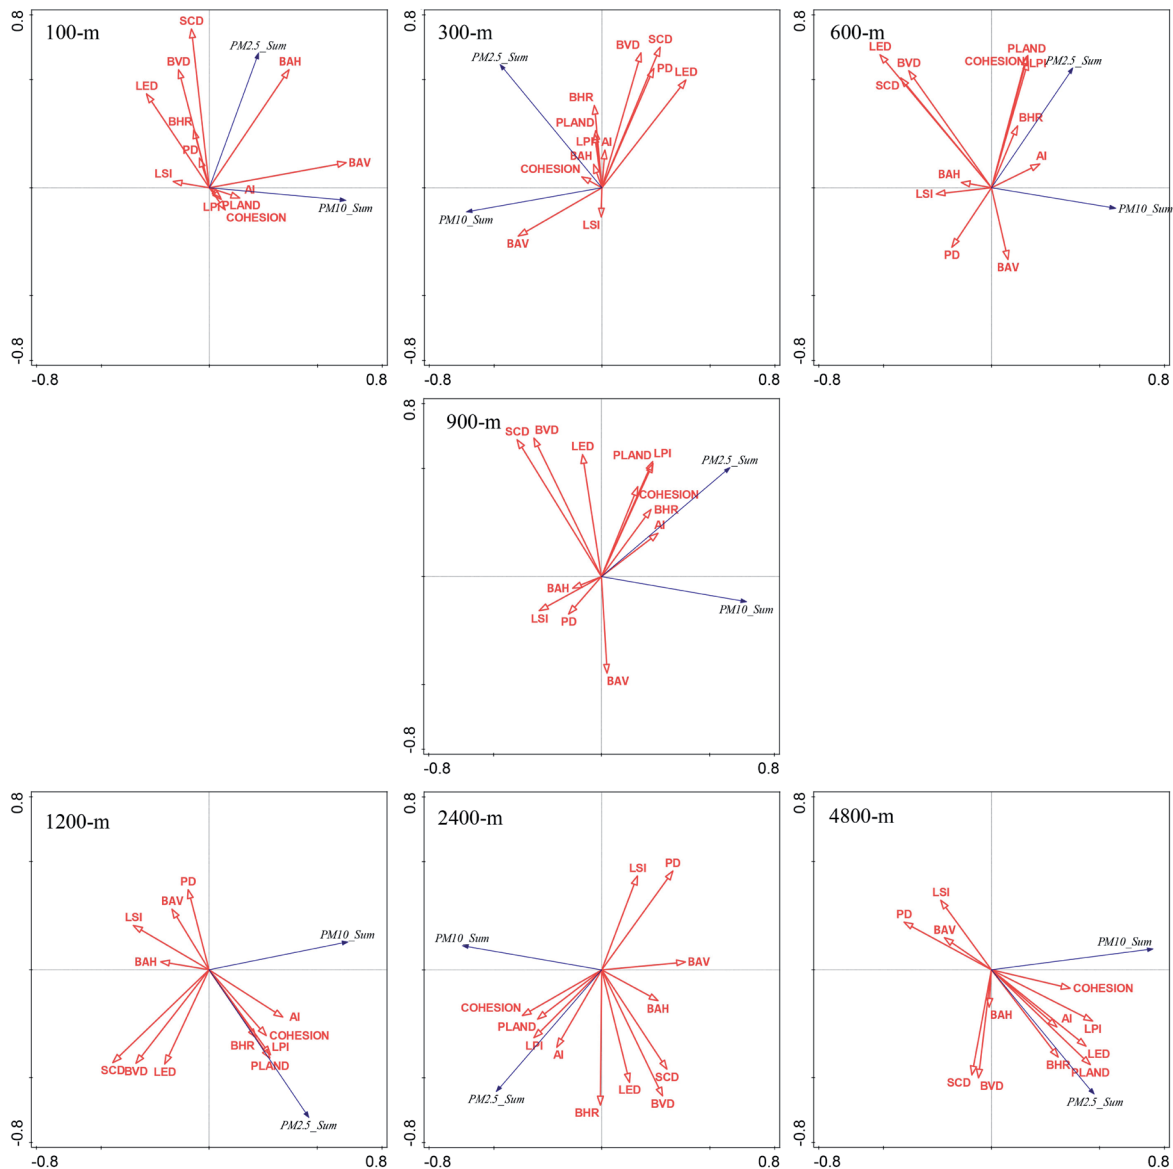 0.8
100-m
SCD
PM2.5_Sum
BVD
BAH
LED
BHR
PD
BAV
LSI
AI
LPI
PLAND
PM10_Sum
COHESION
-0.8
-0.8
0.8
0.8
300-m
SCD
BVD
PM2.5_Sum
PD
LED
BHR
PLAND
LPI
AI
BAH
COHESION
PM10_Sum
LSI
BAV
-0.8
-0.8
0.8
0.8
600-m
LED
PLAND
BVD
COHESION
LPI
PM2.5_Sum
SCD
BHR
AI
BAH
LSI
PM10_Sum
PD
BAV
-0.8
-0.8
0.8
0.8
900-m
SCD
BVD
LED
PLAND
LPI
PM2.5_Sum
COHESION
BHR
AI
BAH
LSI
PD
PM10_Sum
BAV
-0.8
-0.8
0.8
0.8
1200-m
PD
BAV
LSI
PM10_Sum
BAH
AI
COHESION
BHR
LPI
PLAND
SCD
BVD
LED
PM2.5_Sum
-0.8
-0.8
0.8
0.8
2400-m
LSI
PD
PM10_Sum
BAV
COHESION
BAH
PLAND
LPI
AI
SCD
LED
PM2.5_Sum
BVD
BHR
-0.8
-0.8
0.8
0.8
4800-m
LSI
PD
BAV
PM10_Sum
COHESION
BAH
AI
LPI
LED
BHR
PLAND
SCD
BVD
PM2.5_Sum
-0.8
-0.8
0.8